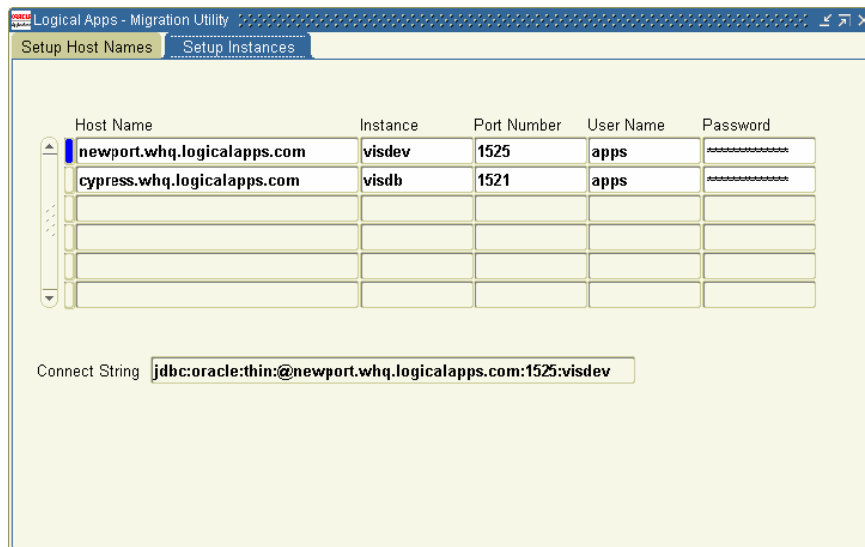 Logical Apps - Migration Utility
Setup Host Names Setup Instances
Host Name Instance Port Number User Name Password
newport.whq.logicalapps.com visdev 1525 apps *************
cypress.whq.logicalapps.com visdb 1521 apps *************
Connect String jdbc:oracle:thin:@newport.whq.logicalapps.com:1525:visdev